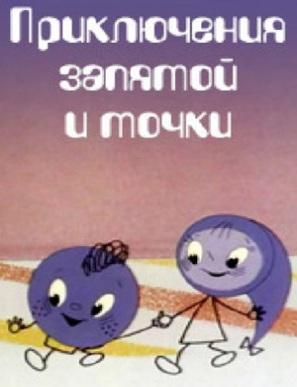 Приключения
запятой
и точки